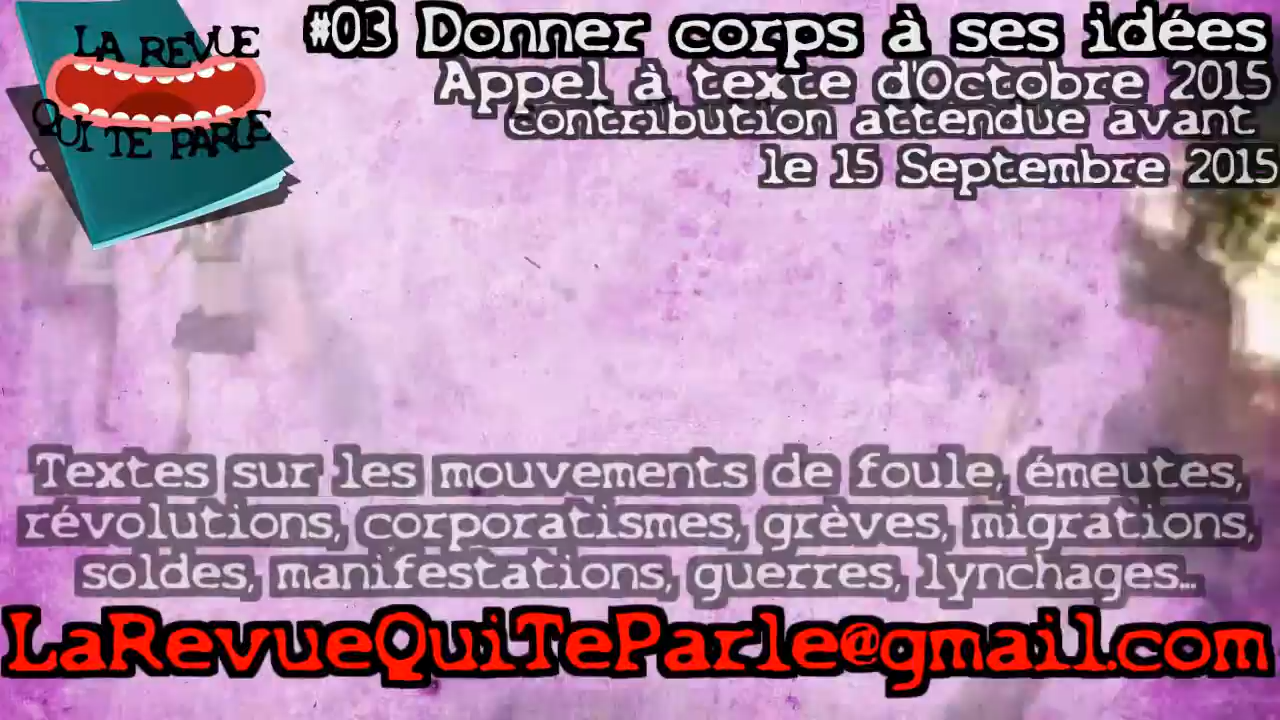 LA REVUE
QUI TE PARLE
#03 Donner corps à ses idées
Appel à texte d'Octobre 2015
contribution attendue avant
le 15 Septembre 2015
Textes sur les mouvements de foule, émeutes,
révolutions, corporatismes, grèves, migrations,
soldes, manifestations, guerres, lynchages...
LaRevueQuiTeParle@gmail.com